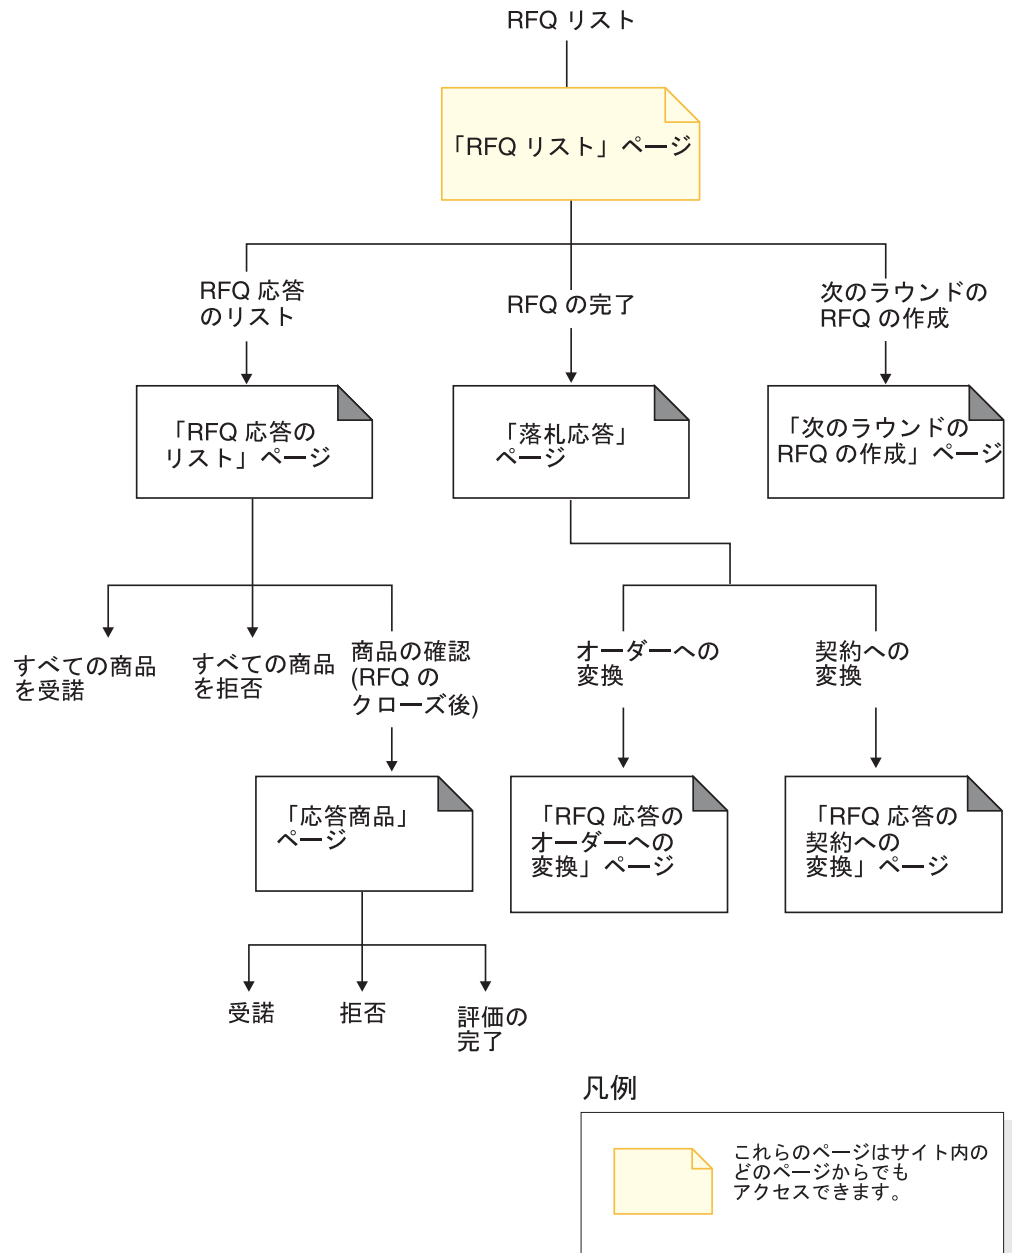 RFQ リスト
「RFQ リスト」ページ
RFQ 応答
のリスト
RFQ の完了
次のラウンドの
RFQ の作成
「RFQ 応答の
リスト」ページ
「落札応答」
ページ
「次のラウンドの
RFQ の作成」ページ
すべての商品
を受諾
すべての商品
を拒否
商品の確認
(RFQ の
クローズ後)
オーダーへの
変換
契約への
変換
「応答商品」
ページ
「RFQ 応答の
オーダーへの
変換」ページ
「RFQ 応答の
契約への
変換」ページ
受諾
拒否
評価の
完了
凡例
これらのページはサイト内の
どのページからでも
アクセスできます。